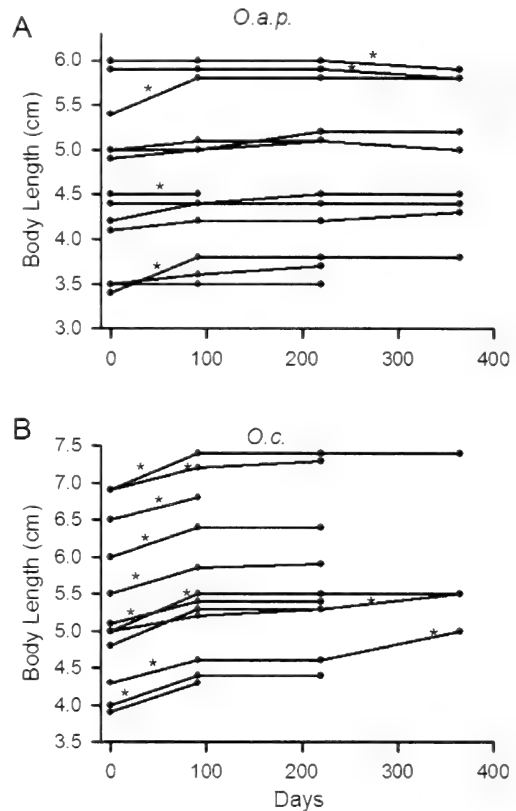 A
O.a.p.
Body Length (cm)
6.0
5.5
5.0
4.5
4.0
3.5
3.0
0 100 200 300 400
* * * * *
B
O.c.
Body Length (cm)
7.5
7.0
6.5
6.0
5.5
5.0
4.5
4.0
3.5
0 100 200 300 400
* * * * * * * * * * *
Days